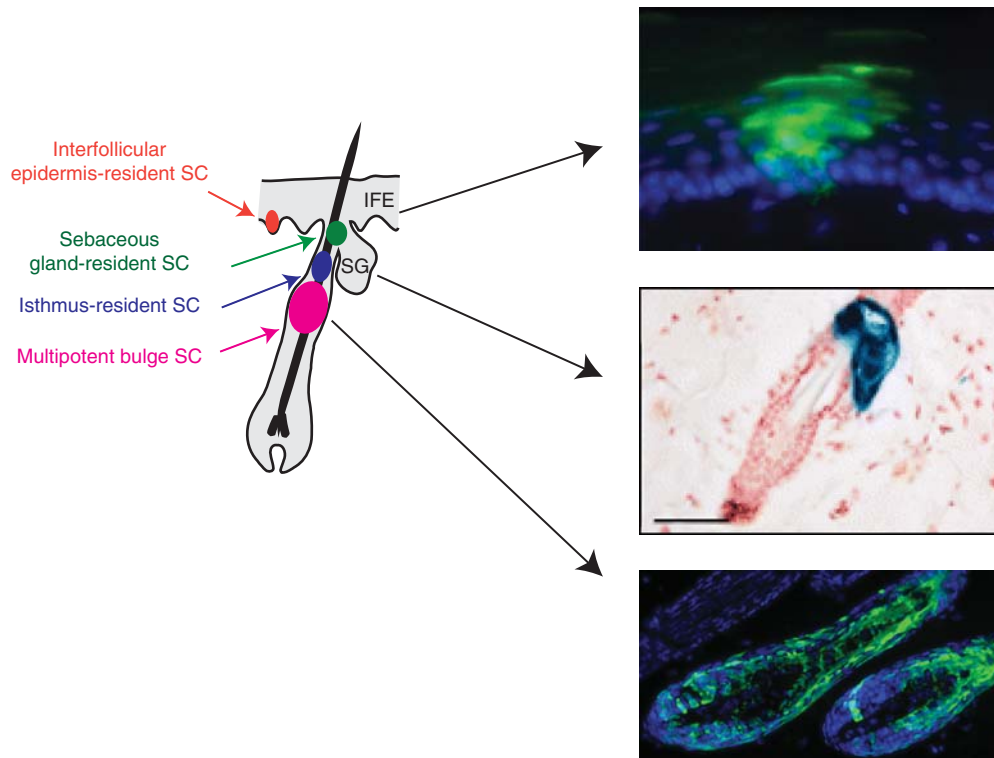 Interfollicular
epidermis-resident SC
IFE
Sebaceous
gland-resident SC
SG
Isthmus-resident SC
Multipotent bulge SC